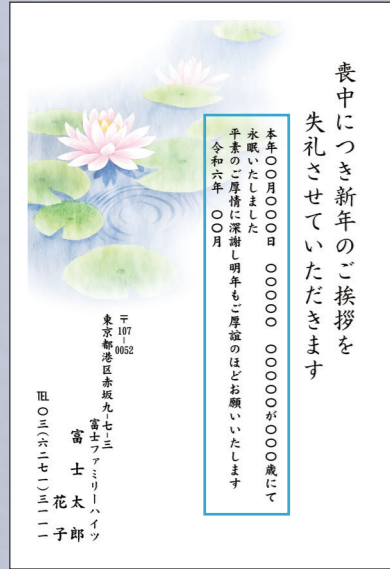 喪中につき新年のご挨拶を
失礼させていただきます
本年〇〇月〇〇〇日　〇〇〇〇〇　〇〇〇〇〇が〇〇〇歳にて
永眠いたしました
平素のご厚情に深謝し明年もご厚誼のほどお願いいたします
令和六年　〇〇月
〒107-0052
東京都港区赤坂九-七-三
富士ファミリーハイツ
富士太郎
花子
℡〇三(六二七一)三一一一